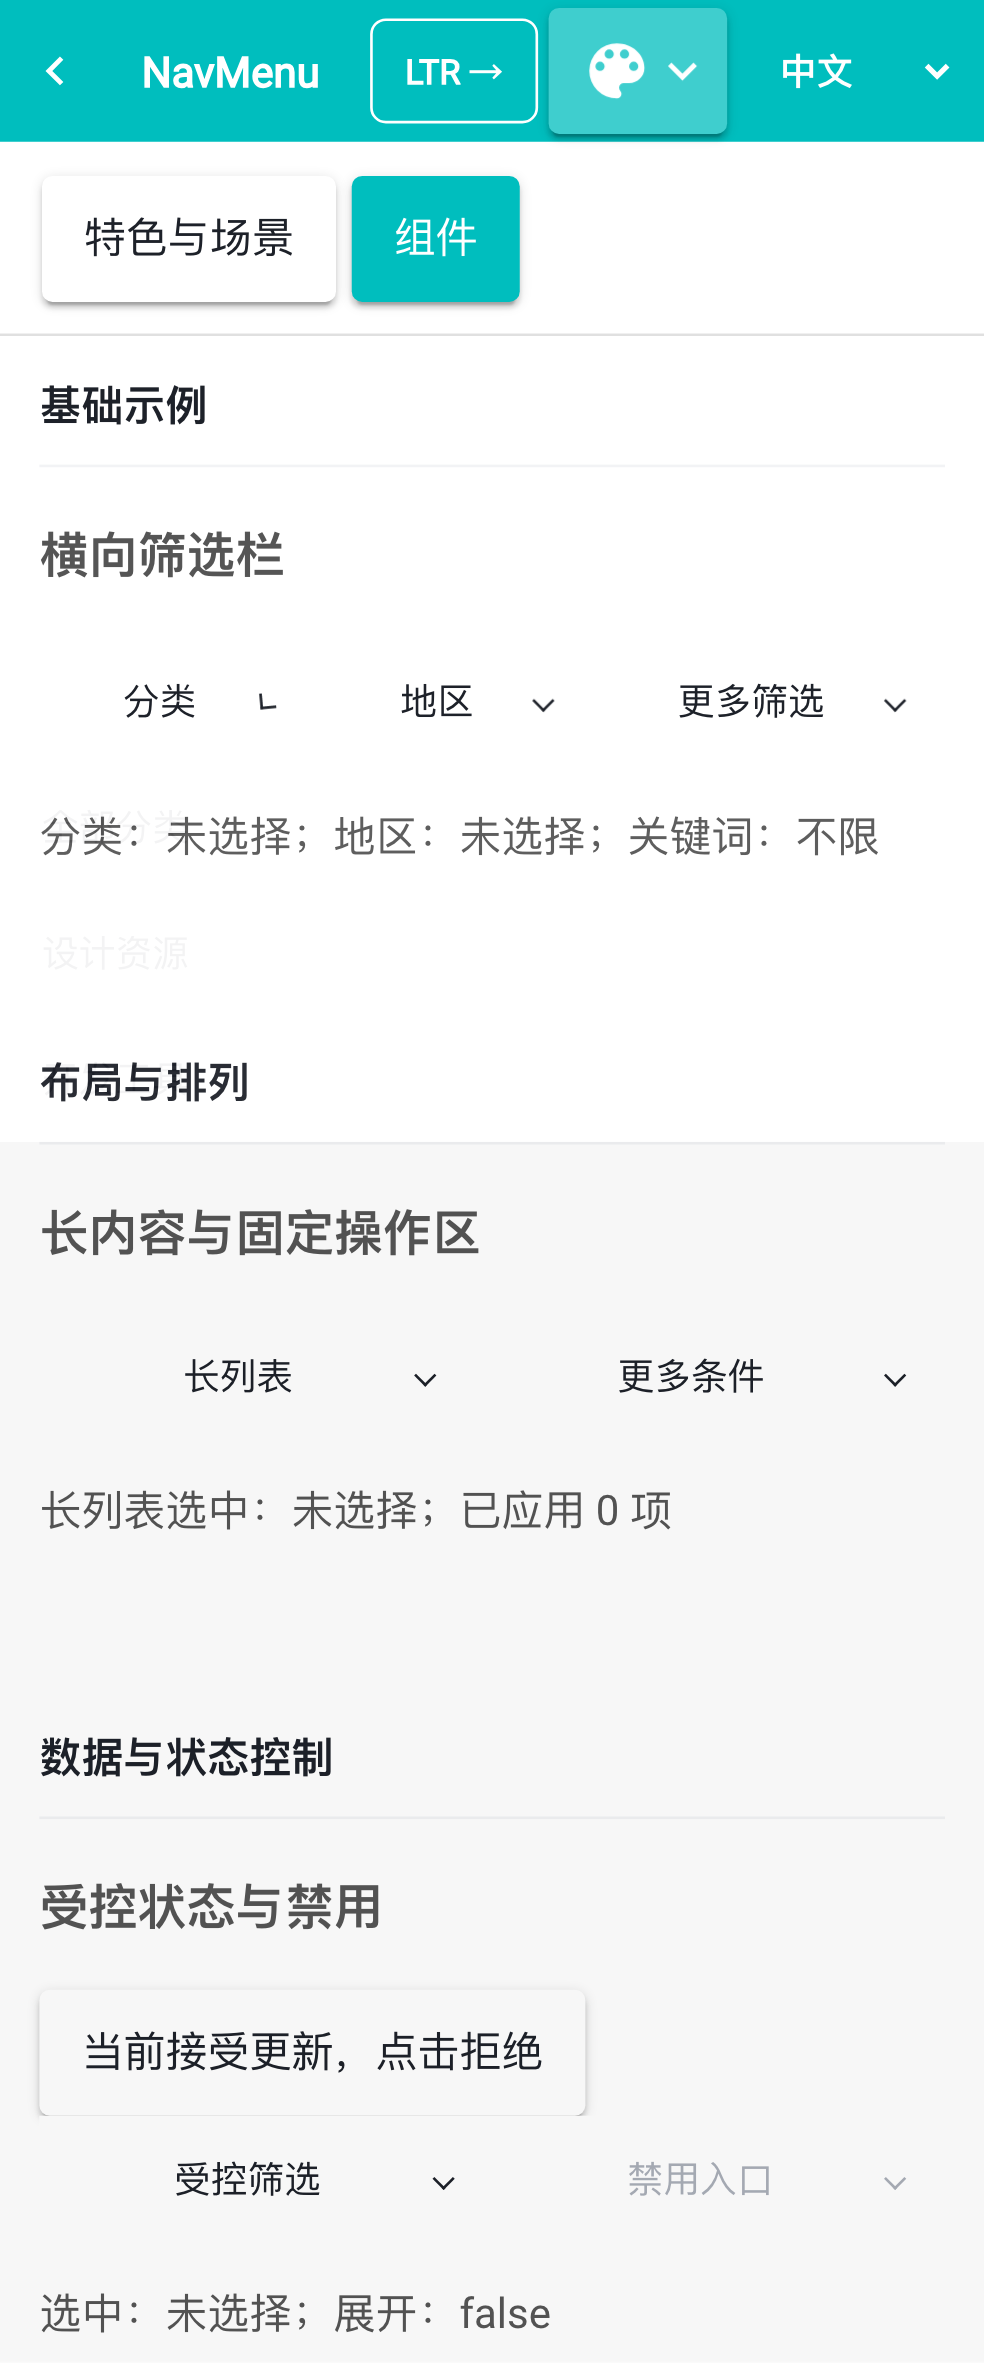 NavMenu LTR→ 中文
特色与场景 组件
基础示例
横向筛选栏
分类 地区 更多筛选
全部分类
分类：未选择；地区：未选择；关键词：不限
设计资源
布局与排列
长内容与固定操作区
长列表 更多条件
长列表选中：未选择；已应用 0 项
数据与状态控制
受控状态与禁用
当前接受更新，点击拒绝
受控筛选 禁用入口
选中：未选择；展开：false